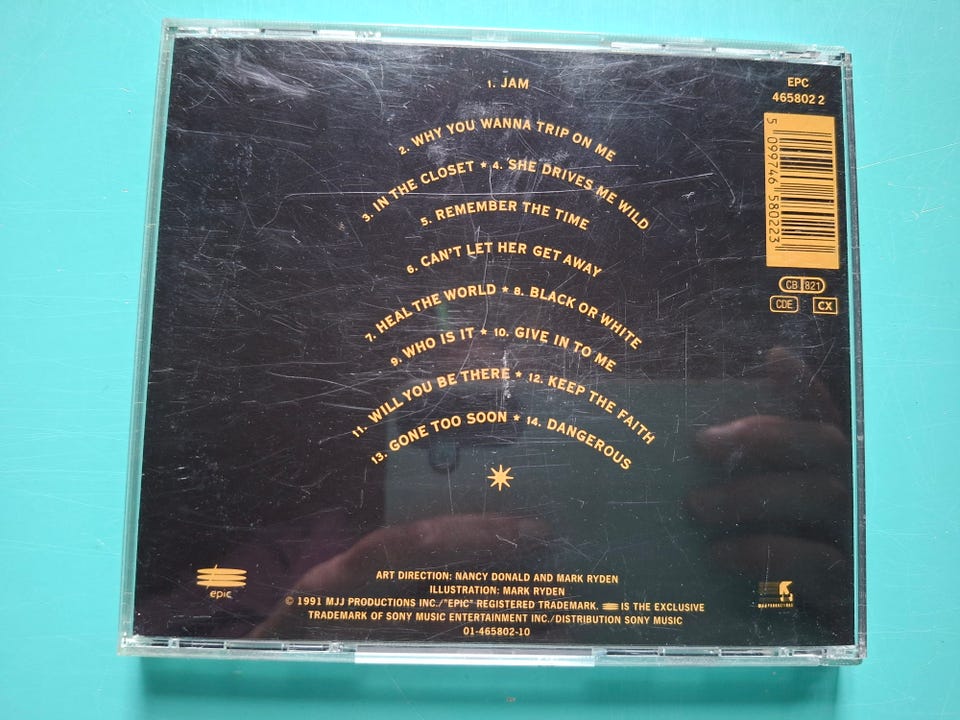 1. JAM
2. WHY YOU WANNA TRIP ON ME
3. IN THE CLOSET ★ 4. SHE DRIVES ME WILD
5. REMEMBER THE TIME
6. CAN'T LET HER GET AWAY
7. HEAL THE WORLD ★ 8. BLACK OR WHITE
9. WHO IS IT ★ 10. GIVE IN TO ME
11. WILL YOU BE THERE ★ 12. KEEP THE FAITH
13. GONE TOO SOON ★ 14. DANGEROUS
EPC
465802 2
5 099746 580223
CB 821
CDE CX
epic
ART DIRECTION: NANCY DONALD AND MARK RYDEN
ILLUSTRATION: MARK RYDEN
© 1991 MJJ PRODUCTIONS INC./"EPIC" REGISTERED TRADEMARK. IS THE EXCLUSIVE
TRADEMARK OF SONY MUSIC ENTERTAINMENT INC./DISTRIBUTION SONY MUSIC
01-465802-10